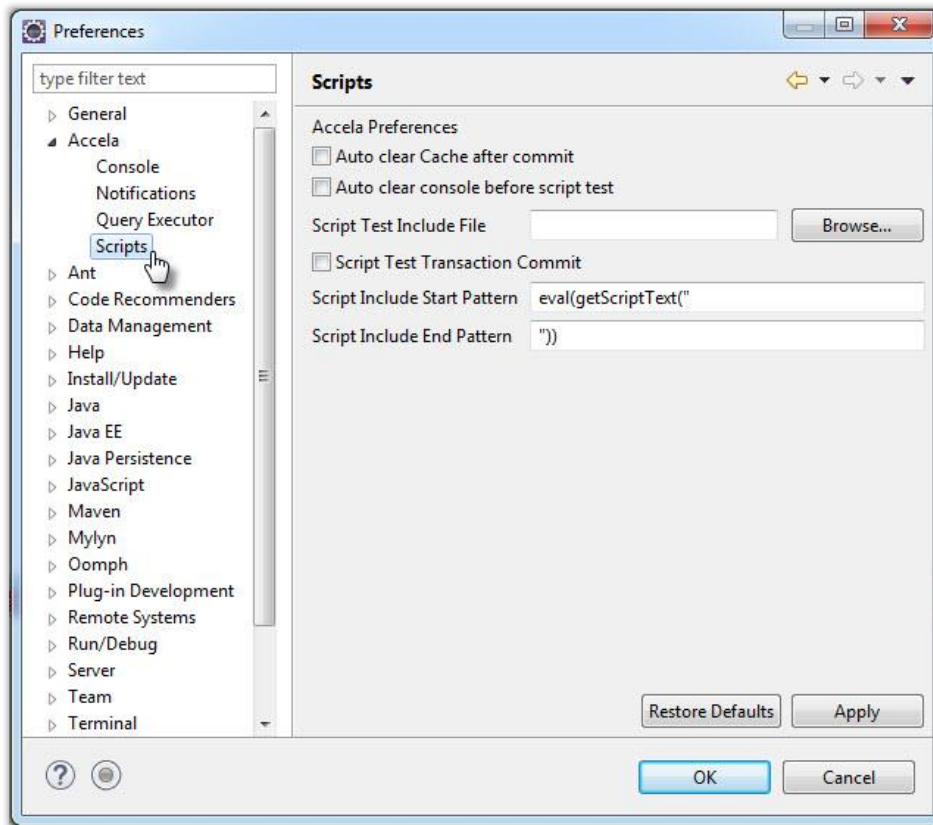 Preferences
type filter text
General
Accela
Console
Notifications
Query Executor
Scripts
Ant
Code Recommenders
Data Management
Help
Install/Update
Java
Java EE
Java Persistence
JavaScript
Maven
Mylyn
Oomph
Plug-in Development
Remote Systems
Run/Debug
Server
Team
Terminal
Scripts
Accela Preferences
Auto clear Cache after commit
Auto clear console before script test
Script Test Include File
Browse...
Script Test Transaction Commit
Script Include Start Pattern eval(getScriptText("
Script Include End Pattern "))
Restore Defaults Apply
? OK Cancel